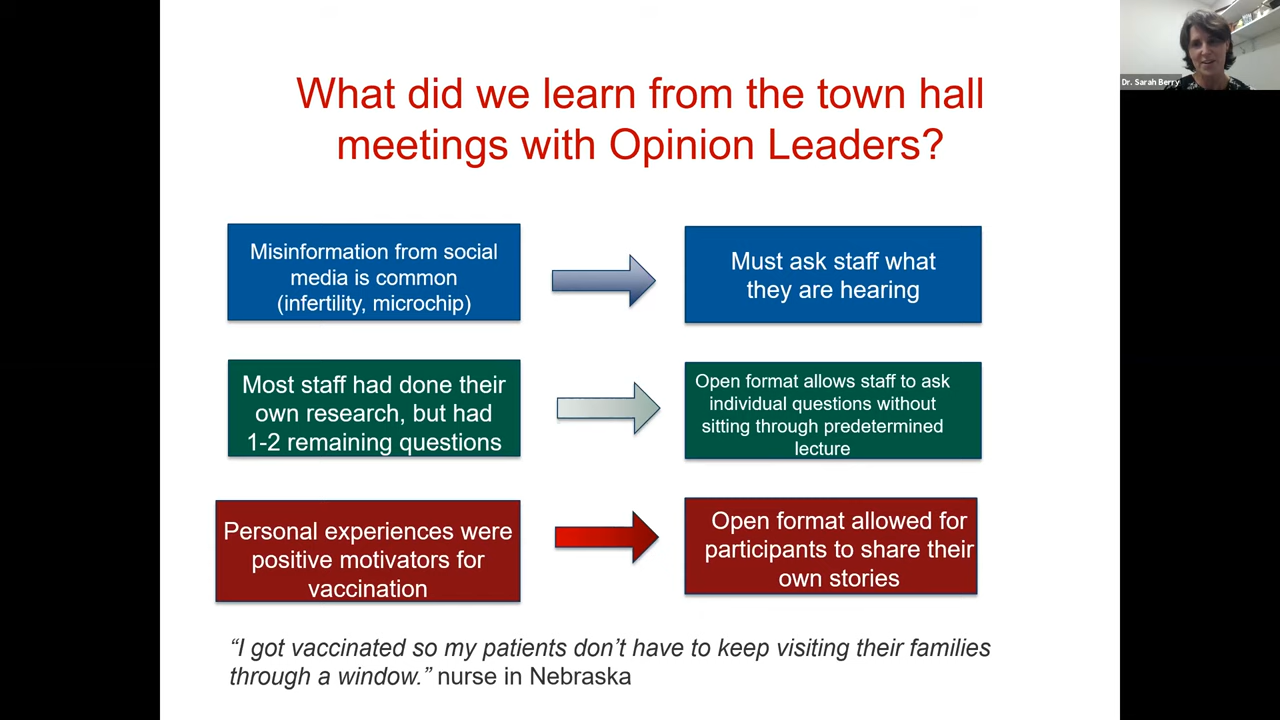 What did we learn from the town hall
meetings with Opinion Leaders?
Dr. Sarah Berry
Misinformation from social
media is common
(infertility, microchip)
Must ask staff what
they are hearing
Most staff had done their
own research, but had
1-2 remaining questions
Open format allows staff to ask
individual questions without
sitting through predetermined
lecture
Personal experiences were
positive motivators for
vaccination
Open format allowed for
participants to share their
own stories
“I got vaccinated so my patients don’t have to keep visiting their families
through a window.” nurse in Nebraska